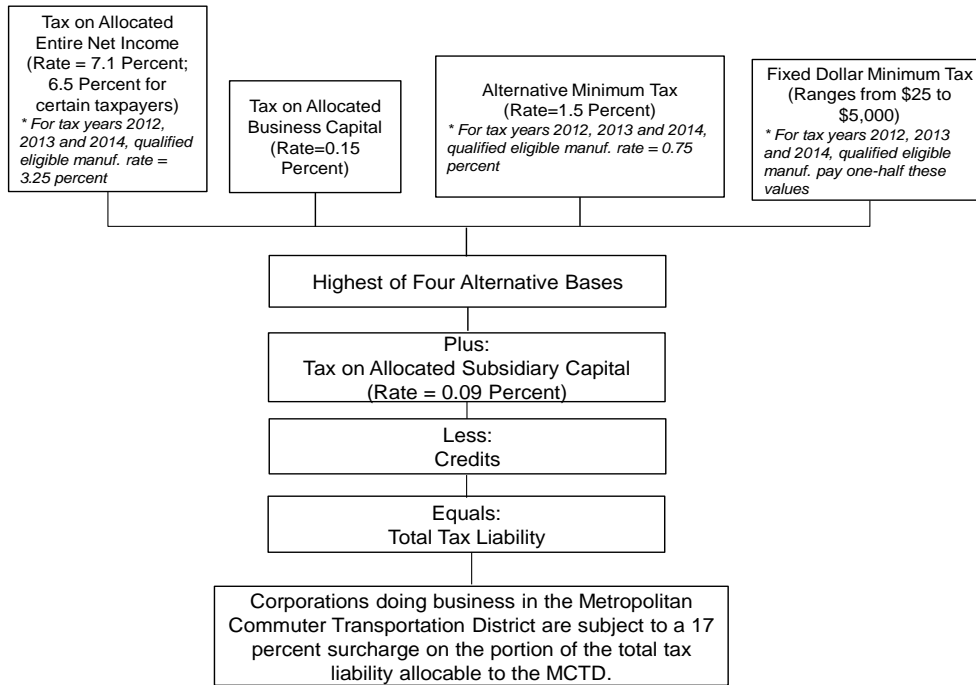 Tax on Allocated
Entire Net Income
(Rate = 7.1 Percent;
6.5 Percent for
certain taxpayers)
* For tax years 2012,
2013 and 2014, qualified
eligible manuf. rate =
3.25 percent
Tax on Allocated
Business Capital
(Rate=0.15
Percent)
Alternative Minimum Tax
(Rate=1.5 Percent)
* For tax years 2012, 2013 and 2014,
qualified eligible manuf. rate = 0.75
percent
Fixed Dollar Minimum Tax
(Ranges from $25 to
$5,000)
* For tax years 2012, 2013
and 2014, qualified eligible
manuf. pay one-half these
values
Highest of Four Alternative Bases
Plus:
Tax on Allocated Subsidiary Capital
(Rate = 0.09 Percent)
Less:
Credits
Equals:
Total Tax Liability
Corporations doing business in the Metropolitan
Commuter Transportation District are subject to a 17
percent surcharge on the portion of the total tax
liability allocable to the MCTD.